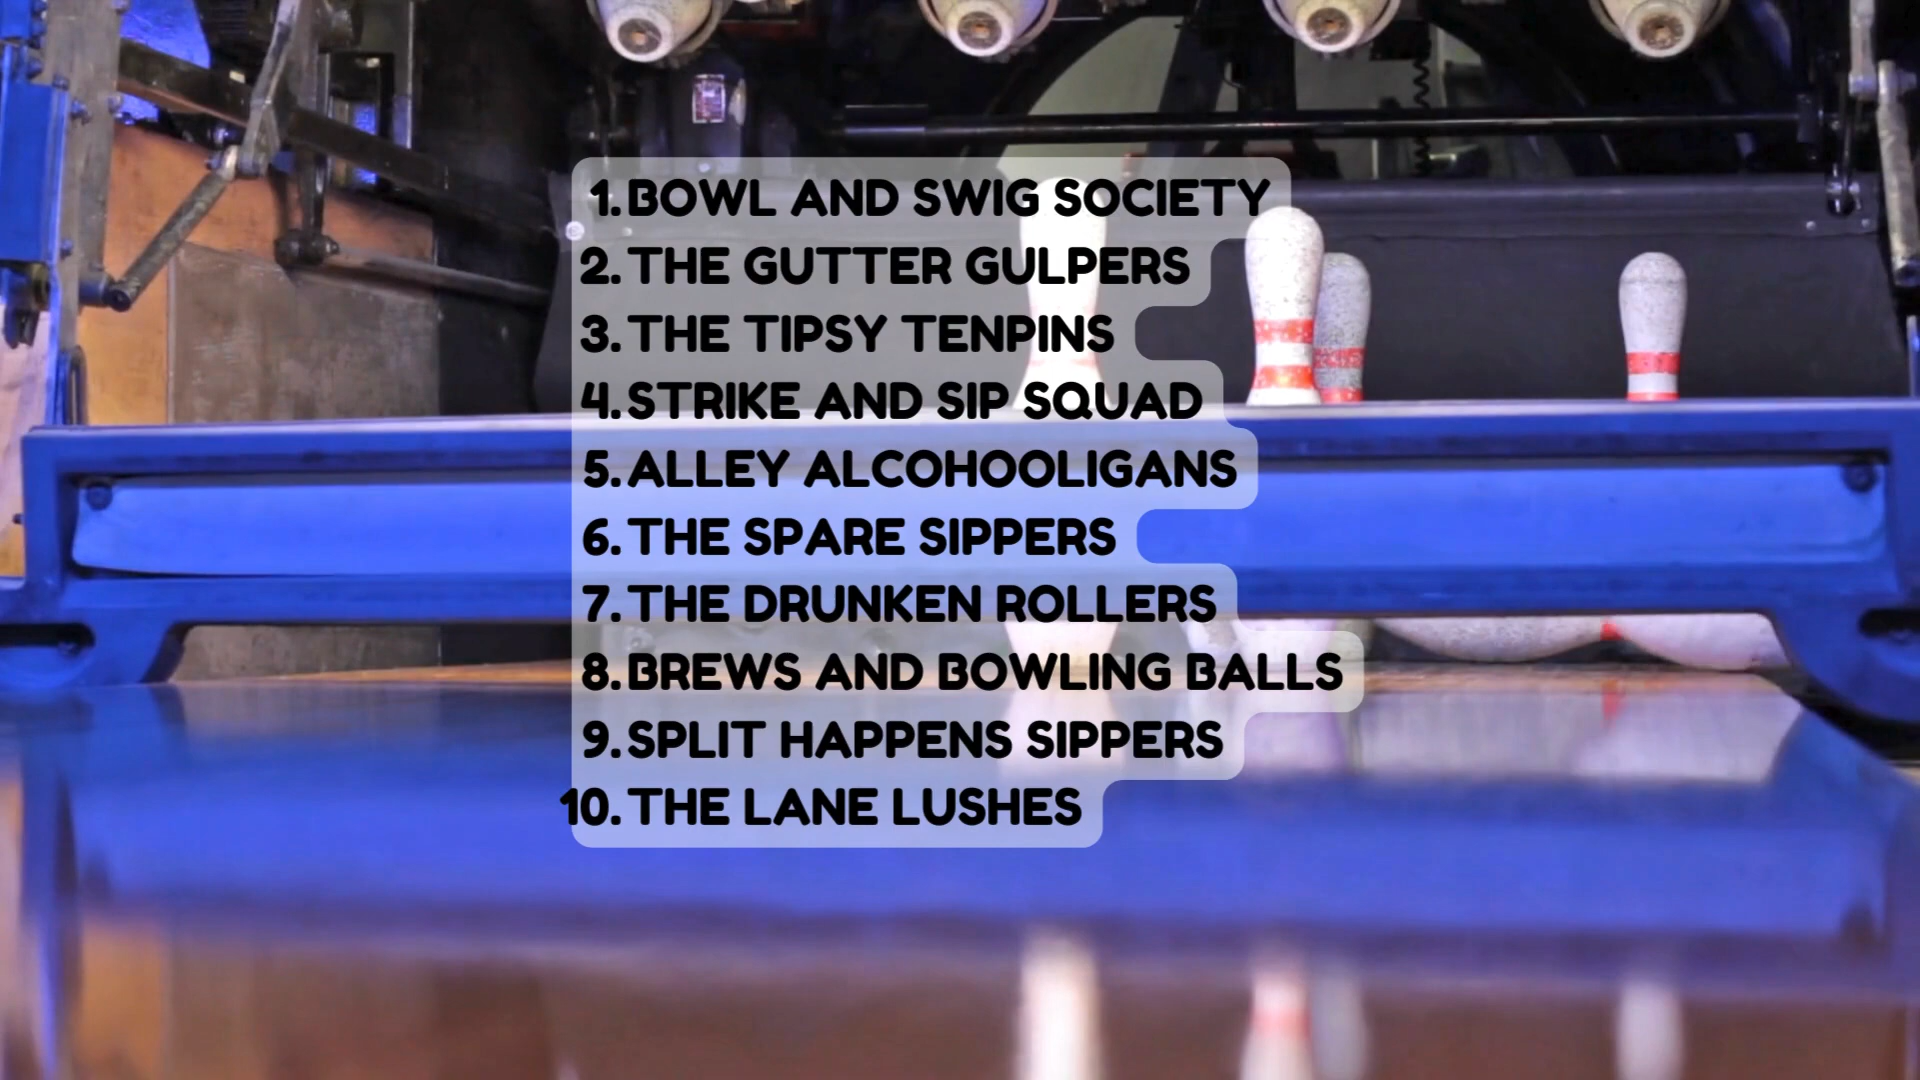 1. BOWL AND SWIG SOCIETY
2. THE GUTTER GULPERS
3. THE TIPSY TENPINS
4. STRIKE AND SIP SQUAD
5. ALLEY ALCOHOOLIGANS
6. THE SPARE SIPPERS
7. THE DRUNKEN ROLLERS
8. BREWS AND BOWLING BALLS
9. SPLIT HAPPENS SIPPERS
10. THE LANE LUSHES